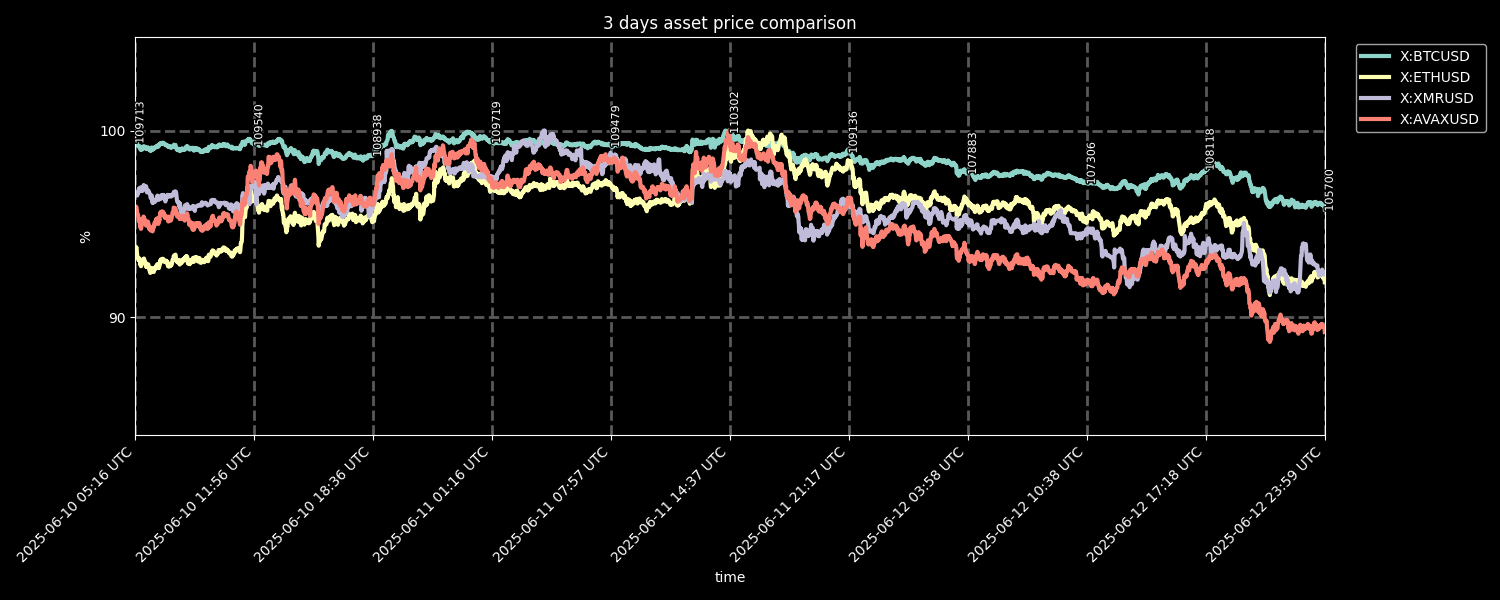 3 days asset price comparison
X:BTCUSD
X:ETHUSD
X:XMRUSD
X:AVAXUSD
100
90
%
109713
109540
108938
109719
109479
110302
109136
107883
107306
108118
105700
2025-06-10 05:16 UTC
2025-06-10 11:56 UTC
2025-06-10 18:36 UTC
2025-06-11 01:16 UTC
2025-06-11 07:57 UTC
2025-06-11 14:37 UTC
2025-06-11 21:17 UTC
2025-06-12 03:58 UTC
2025-06-12 10:38 UTC
2025-06-12 17:18 UTC
2025-06-12 23:59 UTC
time